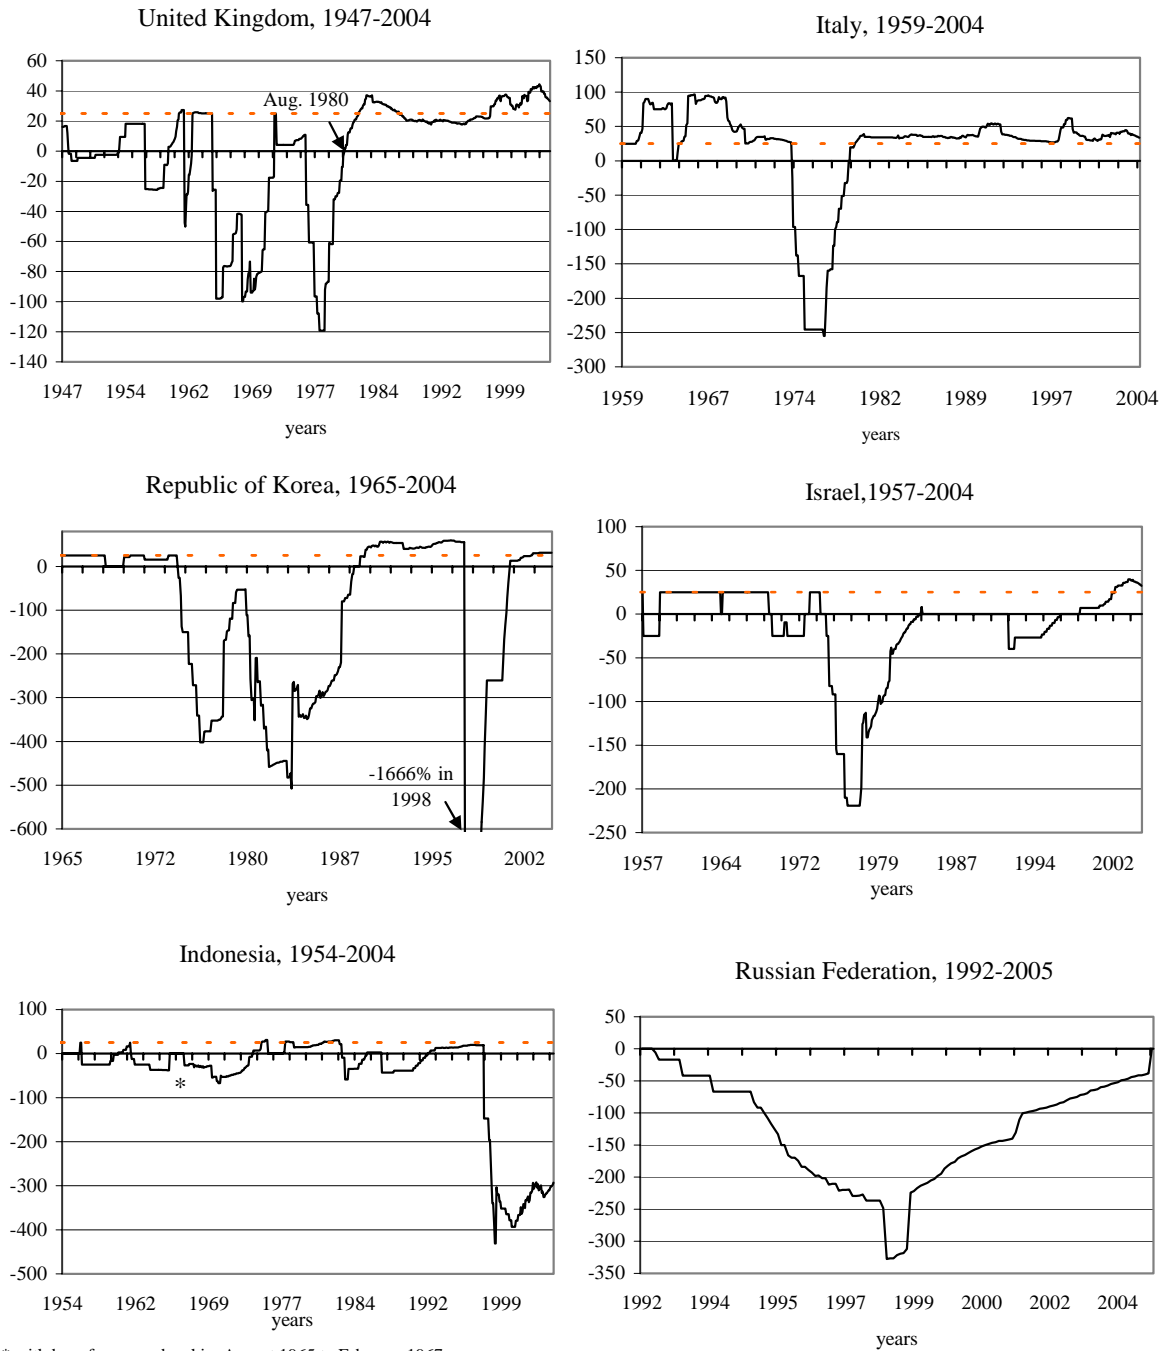 United Kingdom, 1947-2004
60
40
20
0
-20
-40
-60
-80
-100
-120
-140
Aug. 1980
1947 1954 1962 1969 1977 1984 1992 1999
years
Italy, 1959-2004
150
100
50
0
-50
-100
-150
-200
-250
-300
1959 1967 1974 1982 1989 1997 2004
years
Republic of Korea, 1965-2004
0
-100
-200
-300
-400
-500
-600
-1666% in
1998
1965 1972 1980 1987 1995 2002
years
Israel,1957-2004
100
50
0
-50
-100
-150
-200
-250
1957 1964 1972 1979 1987 1994 2002
years
Indonesia, 1954-2004
100
0
-100
-200
-300
-400
-500
*
1954 1962 1969 1977 1984 1992 1999
years
Russian Federation, 1992-2005
50
0
-50
-100
-150
-200
-250
-300
-350
1992 1994 1995 1997 1999 2000 2002 2004
years